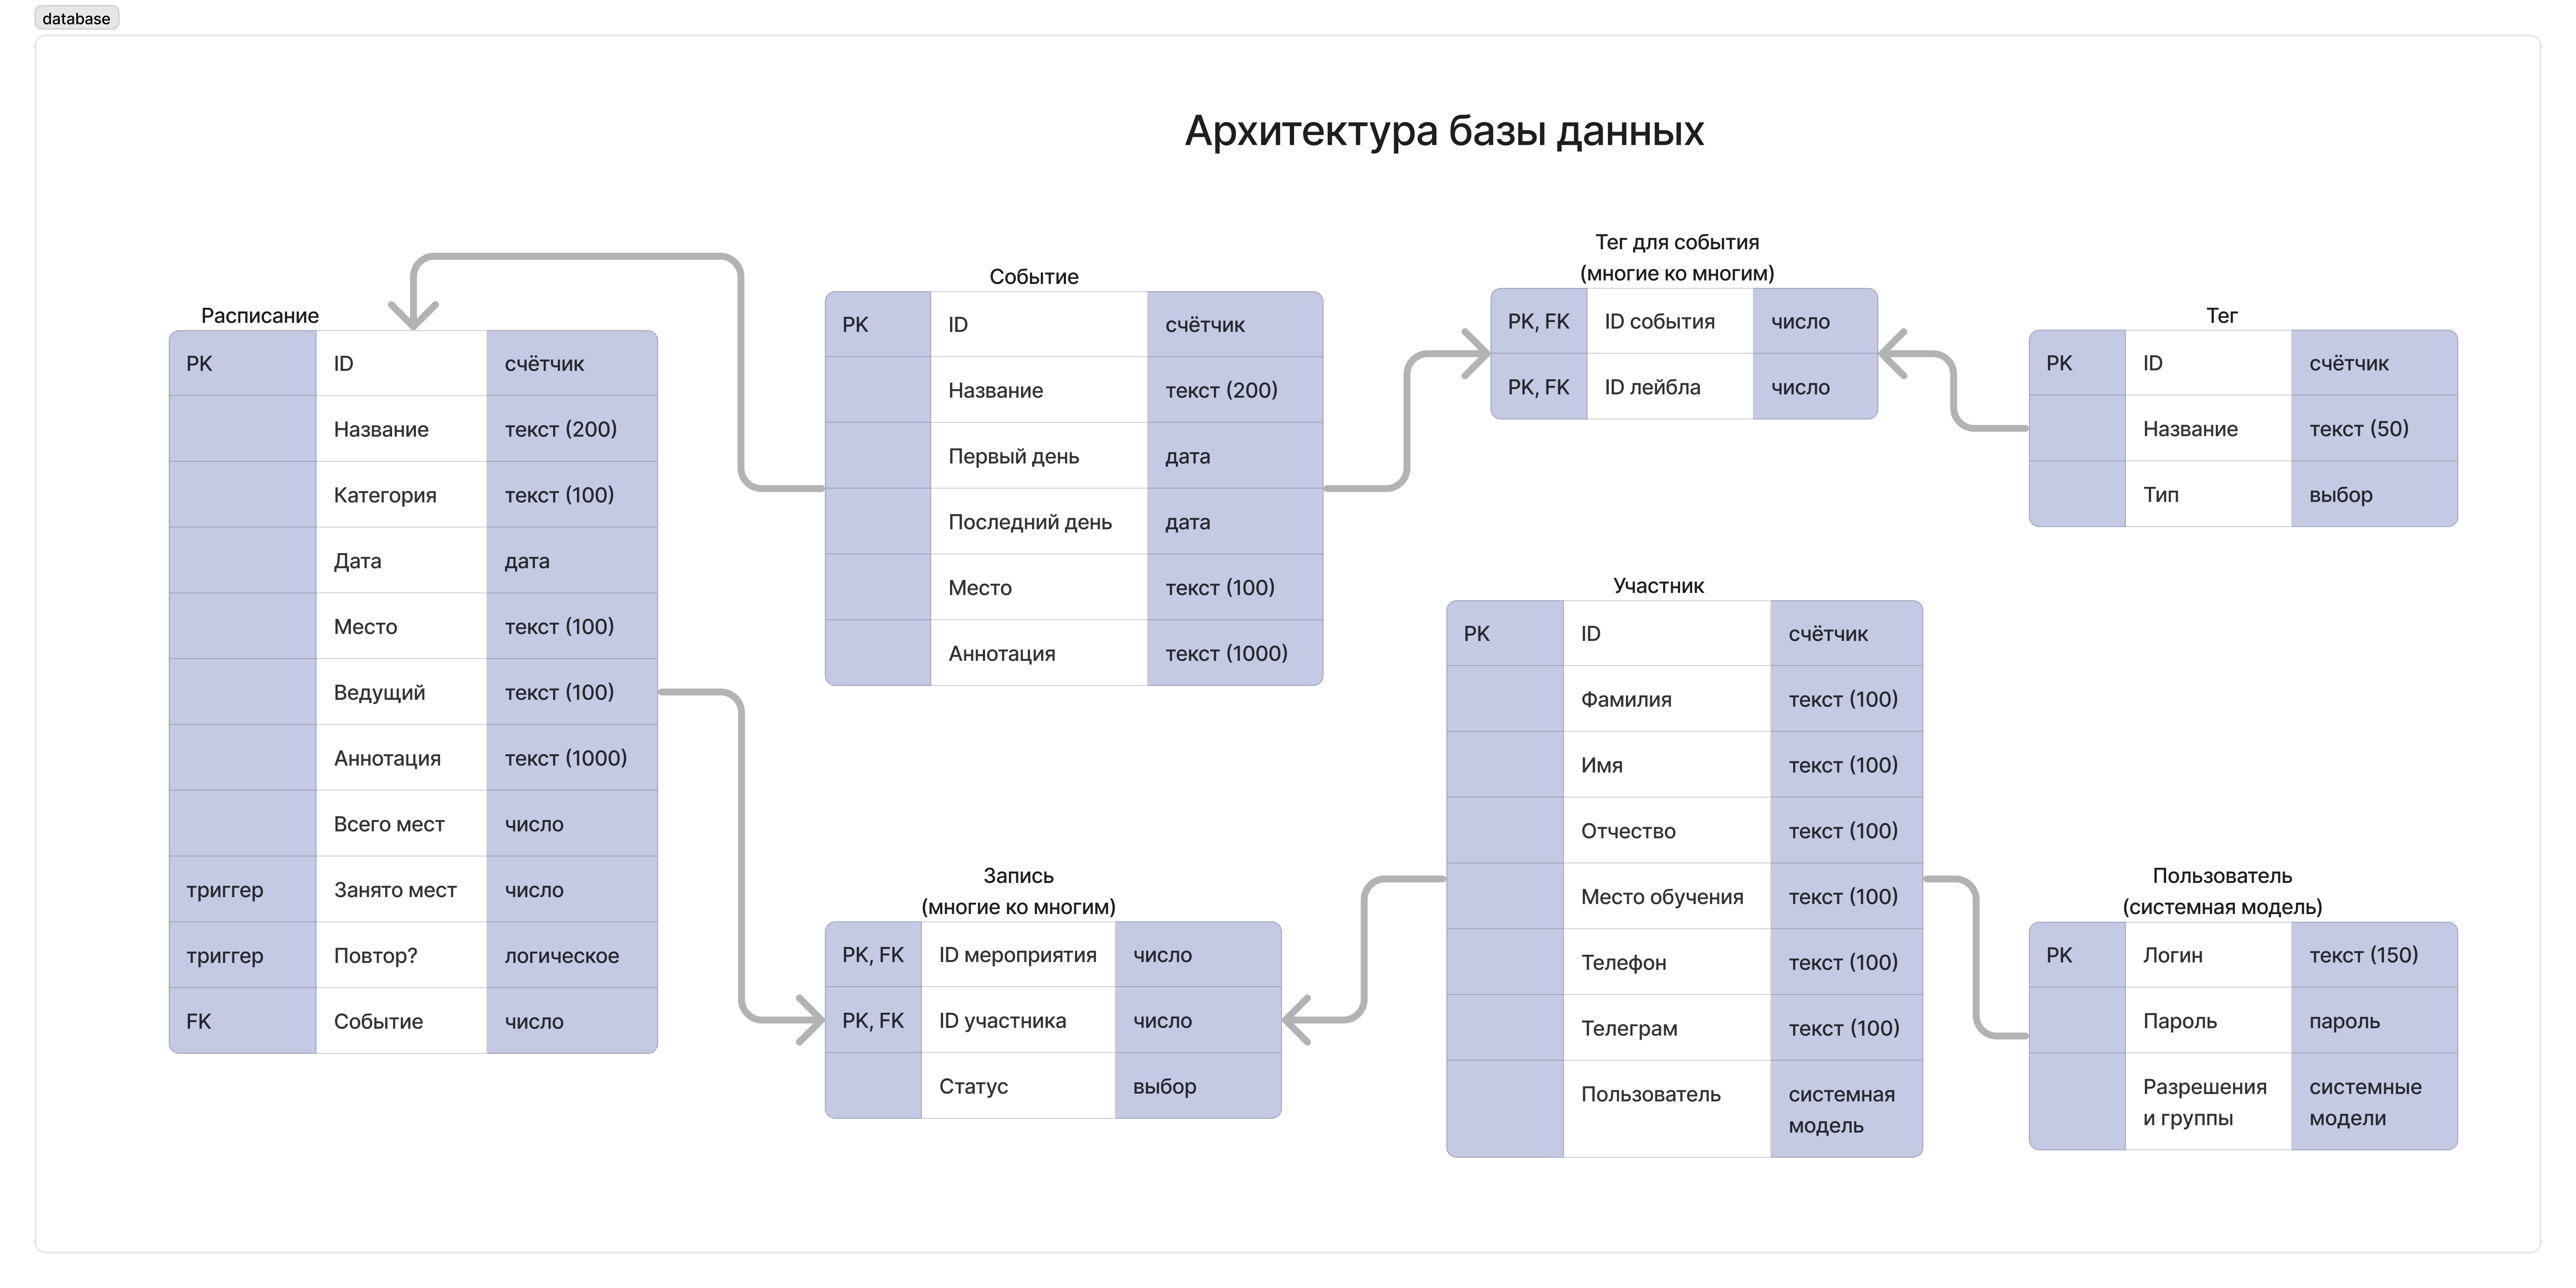 database
Архитектура базы данных
Расписание
PK ID счётчик
Название текст (200)
Категория текст (100)
Дата дата
Место текст (100)
Ведущий текст (100)
Аннотация текст (1000)
Всего мест число
триггер Занято мест число
триггер Повтор? логическое
FK Событие число
Событие
PK ID счётчик
Название текст (200)
Первый день дата
Последний день дата
Место текст (100)
Аннотация текст (1000)
Тег для события
(многие ко многим)
PK, FK ID события число
PK, FK ID лейбла число
Тег
PK ID счётчик
Название текст (50)
Тип выбор
Запись
(многие ко многим)
PK, FK ID мероприятия число
PK, FK ID участника число
Статус выбор
Участник
PK ID счётчик
Фамилия текст (100)
Имя текст (100)
Отчество текст (100)
Место обучения текст (100)
Телефон текст (100)
Телеграм текст (100)
Пользователь системная
модель
Пользователь
(системная модель)
PK Логин текст (150)
Пароль пароль
Разрешения системные
и группы модели